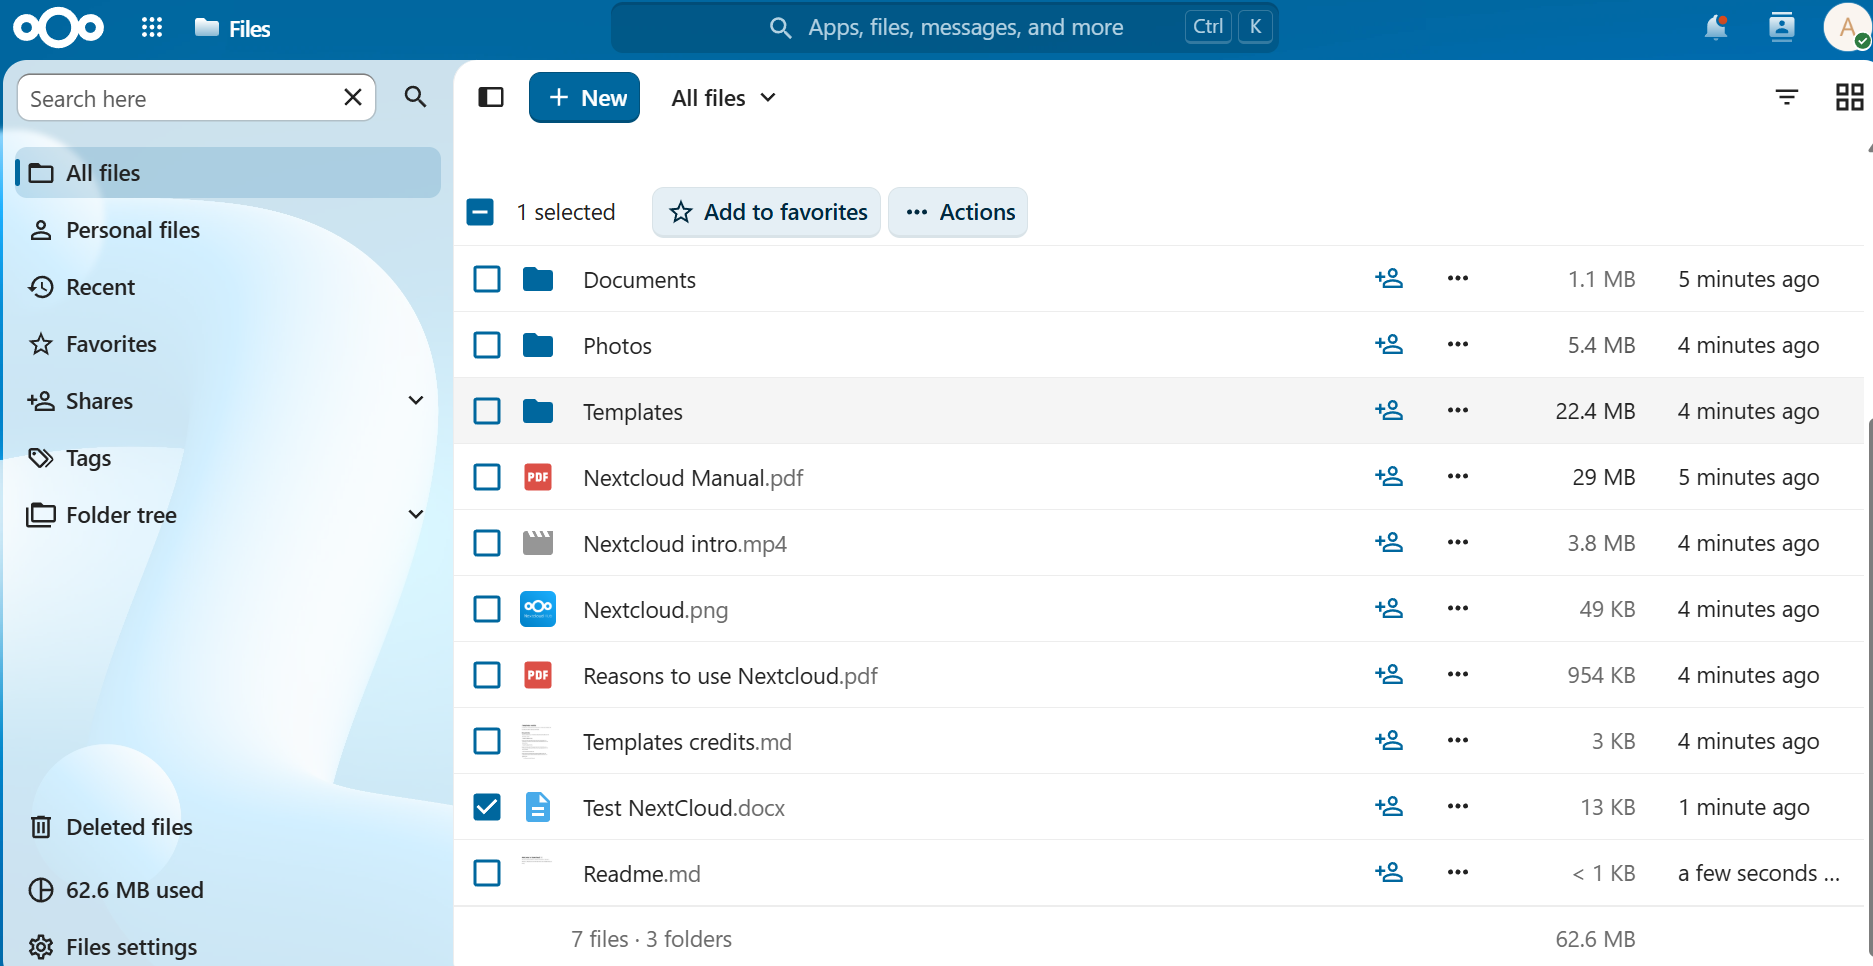 Files
Apps, files, messages, and more
Ctrl K
A
Search here
New
All files
All files
Personal files
Recent
Favorites
Shares
Tags
Folder tree
Deleted files
62.6 MB used
Files settings
1 selected
Add to favorites
Actions
Documents 1.1 MB 5 minutes ago
Photos 5.4 MB 4 minutes ago
Templates 22.4 MB 4 minutes ago
PDF Nextcloud Manual.pdf 29 MB 5 minutes ago
Nextcloud intro.mp4 3.8 MB 4 minutes ago
Nextcloud.png 49 KB 4 minutes ago
PDF Reasons to use Nextcloud.pdf 954 KB 4 minutes ago
Templates credits.md 3 KB 4 minutes ago
Test NextCloud.docx 13 KB 1 minute ago
Readme.md < 1 KB a few seconds ...
7 files · 3 folders 62.6 MB